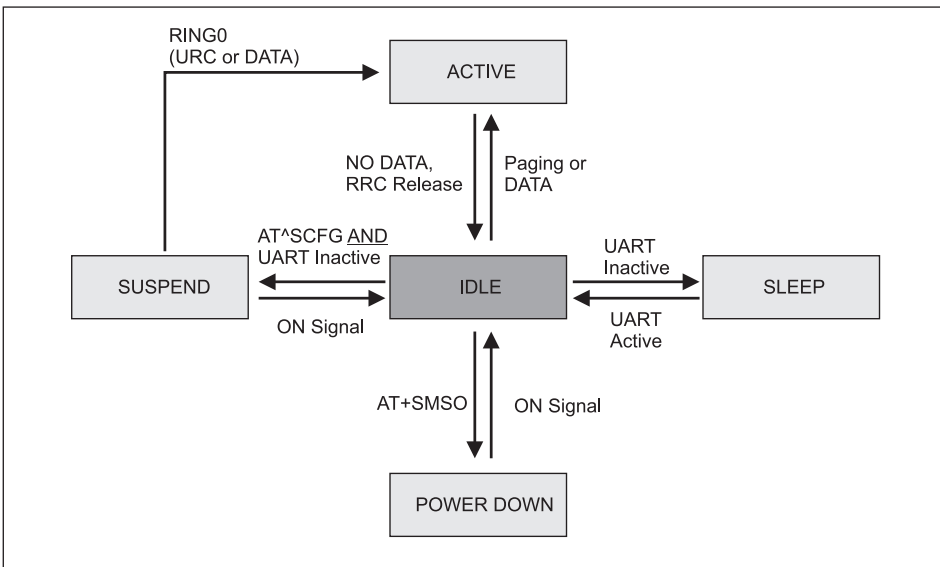 RING0
(URC or DATA)
ACTIVE
NO DATA,
RRC Release
Paging or
DATA
AT^SCFG AND
UART Inactive
UART
Inactive
SUSPEND
IDLE
SLEEP
ON Signal
UART
Active
AT+SMSO
ON Signal
POWER DOWN